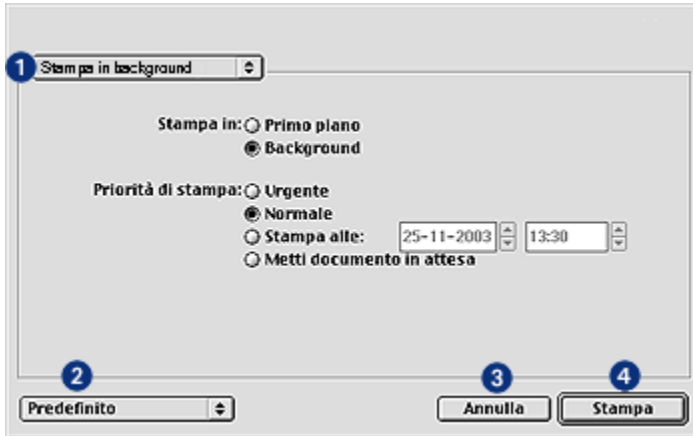 1 Stampa in background
Stampa in: Primo piano
Background
Priorità di stampa: Urgente
Normale
Stampa alle: 25-11-2003 13:30
Metti documento in attesa
2 3 4
Predefinito Annulla Stampa